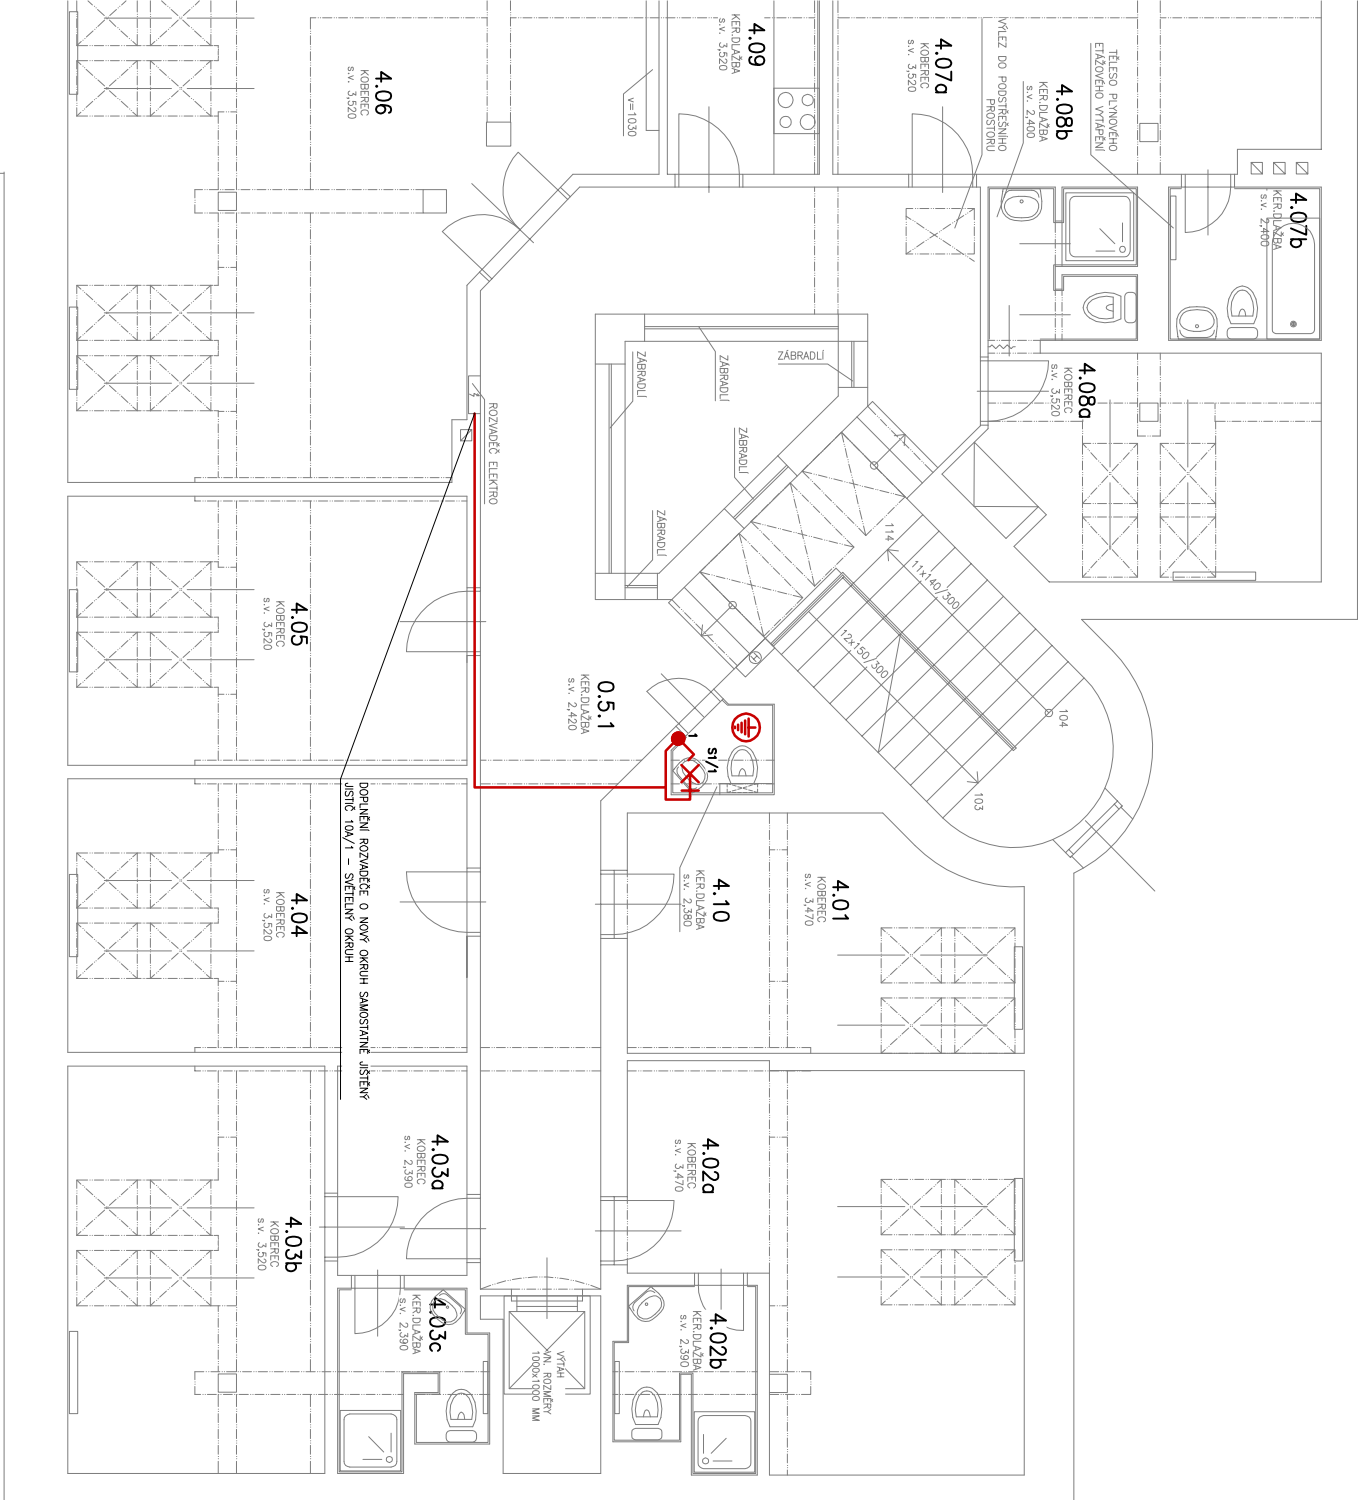 4.06
KOBEREC
s.v. 3,520
v=1030
4.09
KER.DLAŽBA
s.v. 3,520
4.07a
KOBEREC
s.v. 3,520
VÝLEZ DO PODSTŘEŠNÍHO
PROSTORU
4.08b
KER.DLAŽBA
s.v. 2,400
TĚLESO PLYNOVÉHO
ETÁŽOVÉHO VYTÁPĚNÍ
4.07b
KER.DLAŽBA
s.v. 2,400
4.08a
KOBEREC
s.v. 3,520
ZÁBRADLÍ
ZÁBRADLÍ
ZÁBRADLÍ
ZÁBRADLÍ
ZÁBRADLÍ
ROZVADĚČ ELEKTRO
114
11x140/300
12x150/300
104
103
4.05
KOBEREC
s.v. 3,520
0.5.1
KER.DLAŽBA
s.v. 2,420
1
S1/1
DOPLNĚNÍ ROZVADĚČE O NOVÝ OKRUH SAMOSTATNĚ JIŠTĚNÝ
JISTIČ 10A/1 – SVĚTELNÝ OKRUH
4.04
KOBEREC
s.v. 3,520
4.10
KER.DLAŽBA
s.v. 2,380
4.01
KOBEREC
s.v. 3,470
4.03a
KOBEREC
s.v. 2,390
4.02a
KOBEREC
s.v. 3,470
4.03b
KOBEREC
s.v. 3,520
4.03c
KER.DLAŽBA
s.v. 2,390
VÝTAH
VN. ROZMĚRY
1000x1000 MM
4.02b
KER.DLAŽBA
s.v. 2,390